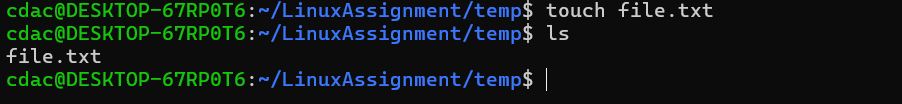 cdac@DESKTOP-67RP0T6:~/LinuxAssignment/temp$ touch file.txt
cdac@DESKTOP-67RP0T6:~/LinuxAssignment/temp$ ls
file.txt
cdac@DESKTOP-67RP0T6:~/LinuxAssignment/temp$